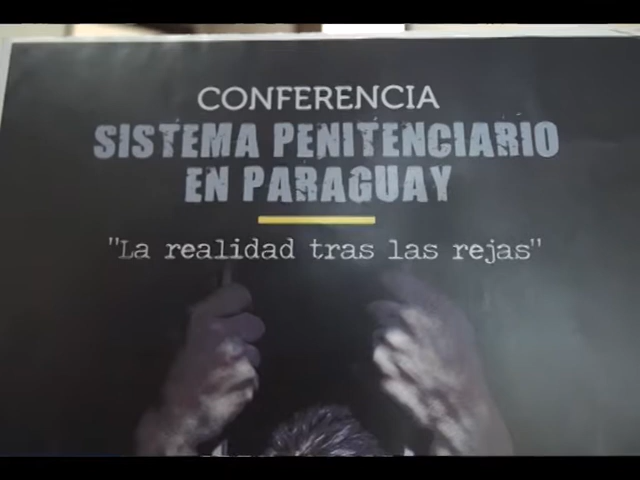 CONFERENCIA
SISTEMA PENITENCIARIO
EN PARAGUAY
"La realidad tras las rejas"